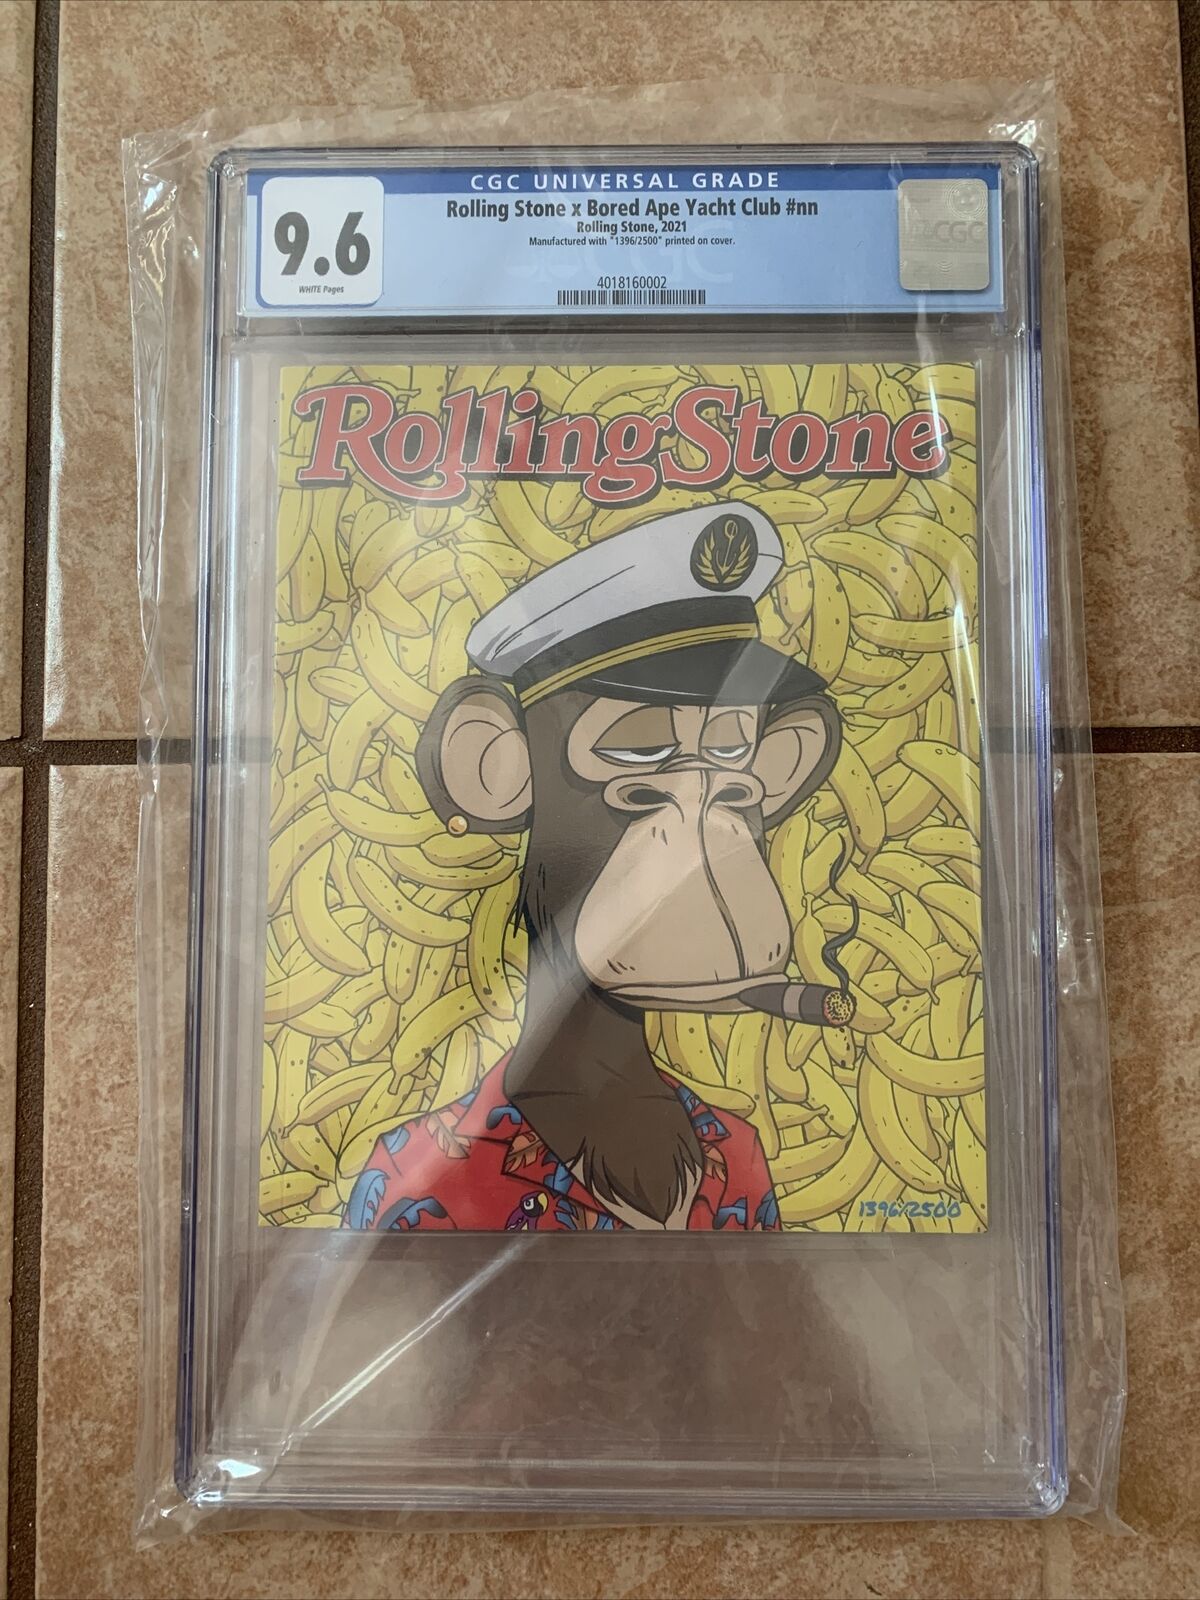 CGC UNIVERSAL GRADE
9.6
WHITE Pages
Rolling Stone x Bored Ape Yacht Club #nn
Rolling Stone, 2021
Manufactured with "1396/2500" printed on cover.
4018160002
CGC
RollingStone
1396/2500